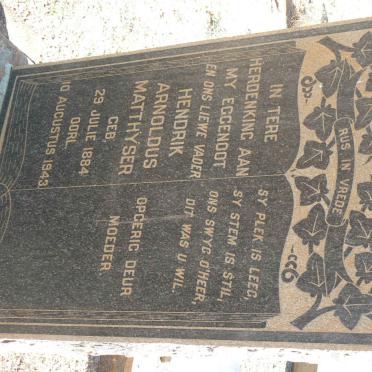 RUS IN VREDE
IN TERE
HERDENKING AAN
MY EGGENOOT
EN ONS LIEWE VADER
HENDRIK
ARNOLDUS
MATTHYSER
GEB.
29 JULIE 1884
OORL.
10 AUGUSTUS 1943
SY PLEK IS LEEG,
SY STEM IS STIL,
ONS SWYG O'HEER,
DIT WAS U WIL.
OPGERIG DEUR
MOEDER.